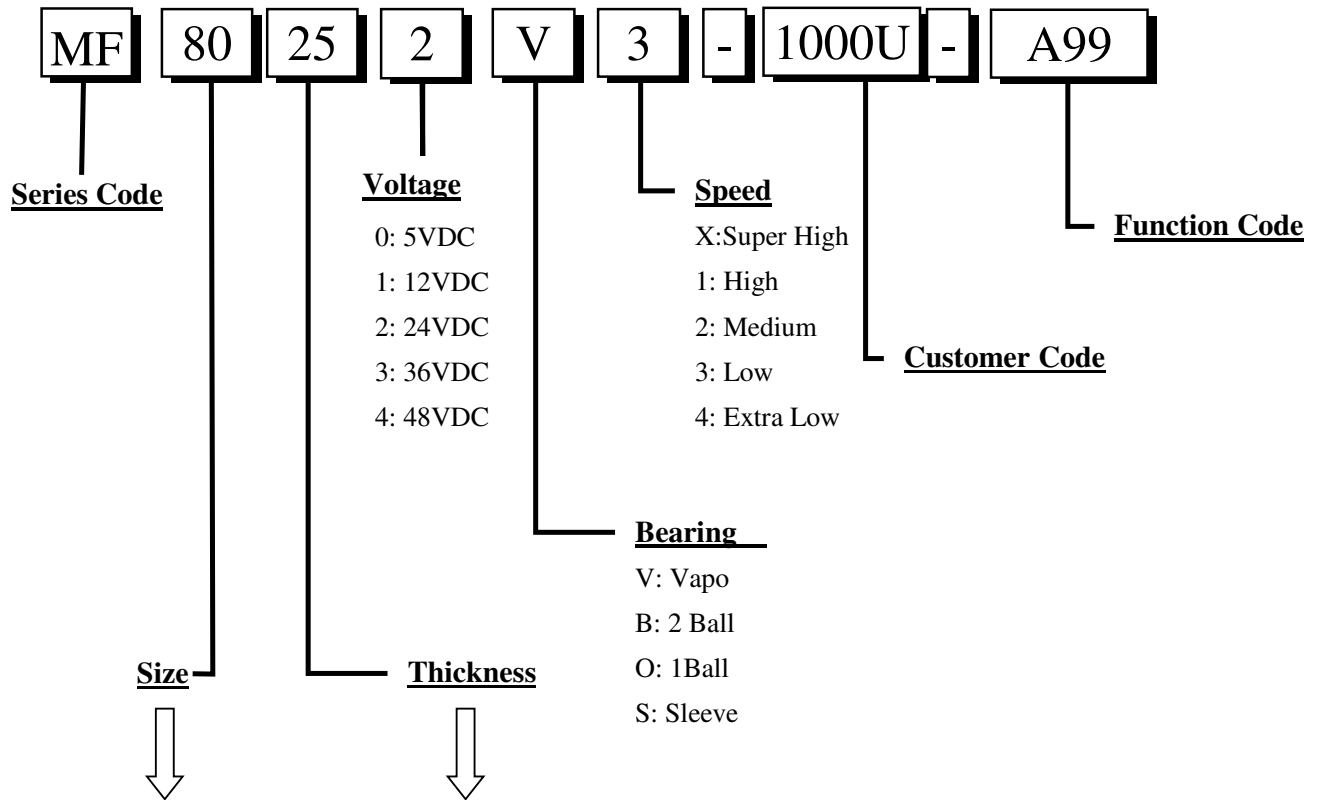 MF 80 25 2 V 3 - 1000U - A99
Series Code
Voltage
0: 5VDC
1: 12VDC
2: 24VDC
3: 36VDC
4: 48VDC
Speed
X:Super High
1: High
2: Medium
3: Low
4: Extra Low
Function Code
Customer Code
Bearing
V: Vapo
B: 2 Ball
O: 1Ball
S: Sleeve
Size
Thickness